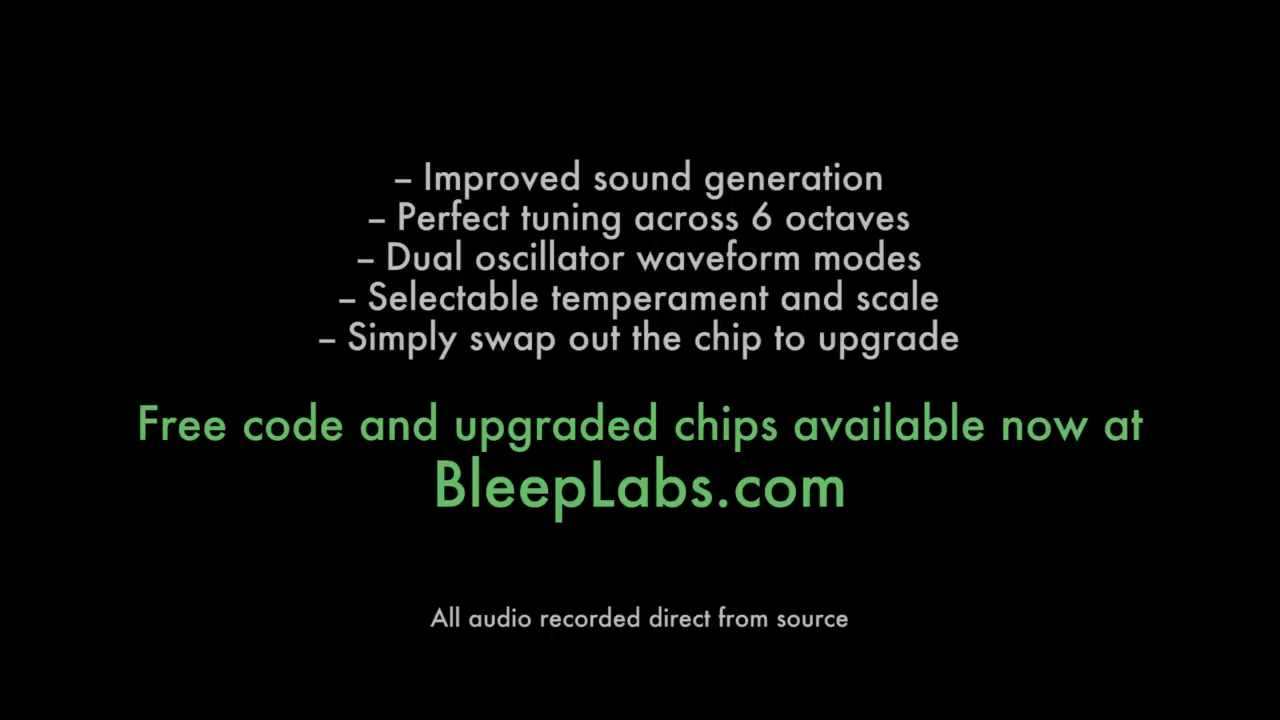 – Improved sound generation
– Perfect tuning across 6 octaves
– Dual oscillator waveform modes
– Selectable temperament and scale
– Simply swap out the chip to upgrade
Free code and upgraded chips available now at
BleepLabs.com
All audio recorded direct from source